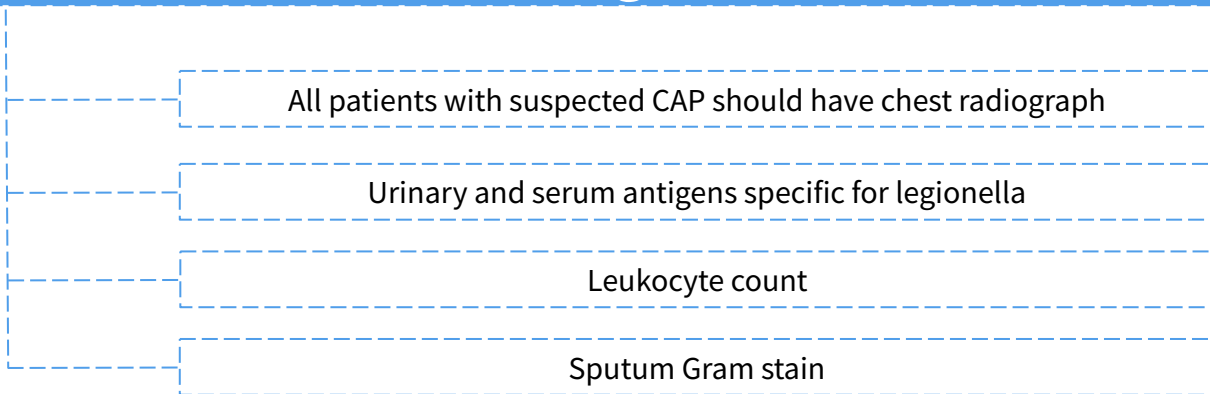 All patients with suspected CAP should have chest radiograph
Urinary and serum antigens specific for legionella
Leukocyte count
Sputum Gram stain